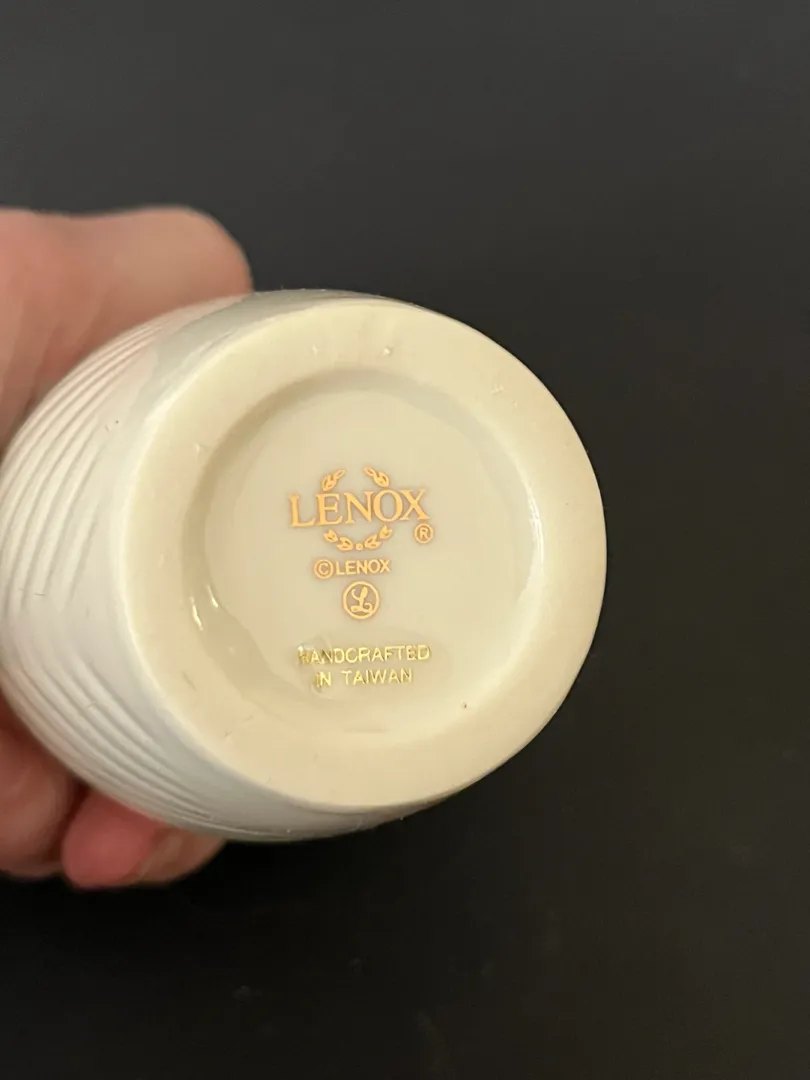 LENOX®
©LENOX
L
HANDCRAFTED
IN TAIWAN